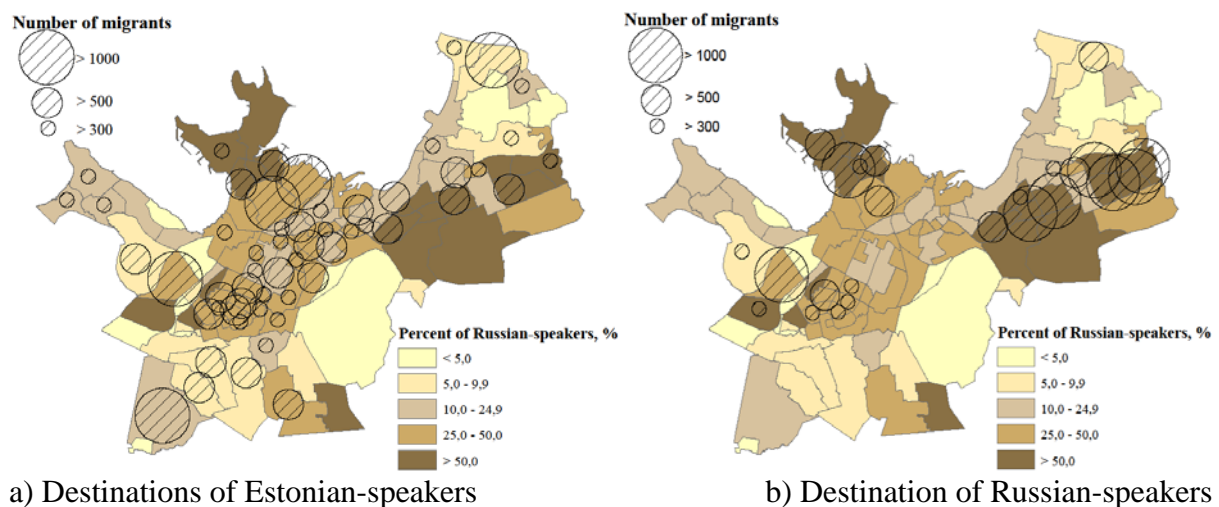 Number of migrants
> 1000
> 500
> 300
Percent of Russian-speakers, %
< 5,0
5,0 - 9,9
10,0 - 24,9
25,0 - 50,0
> 50,0
a) Destinations of Estonian-speakers
Number of migrants
> 1000
> 500
> 300
Percent of Russian-speakers, %
< 5,0
5,0 - 9,9
10,0 - 24,9
25,0 - 50,0
> 50,0
b) Destination of Russian-speakers